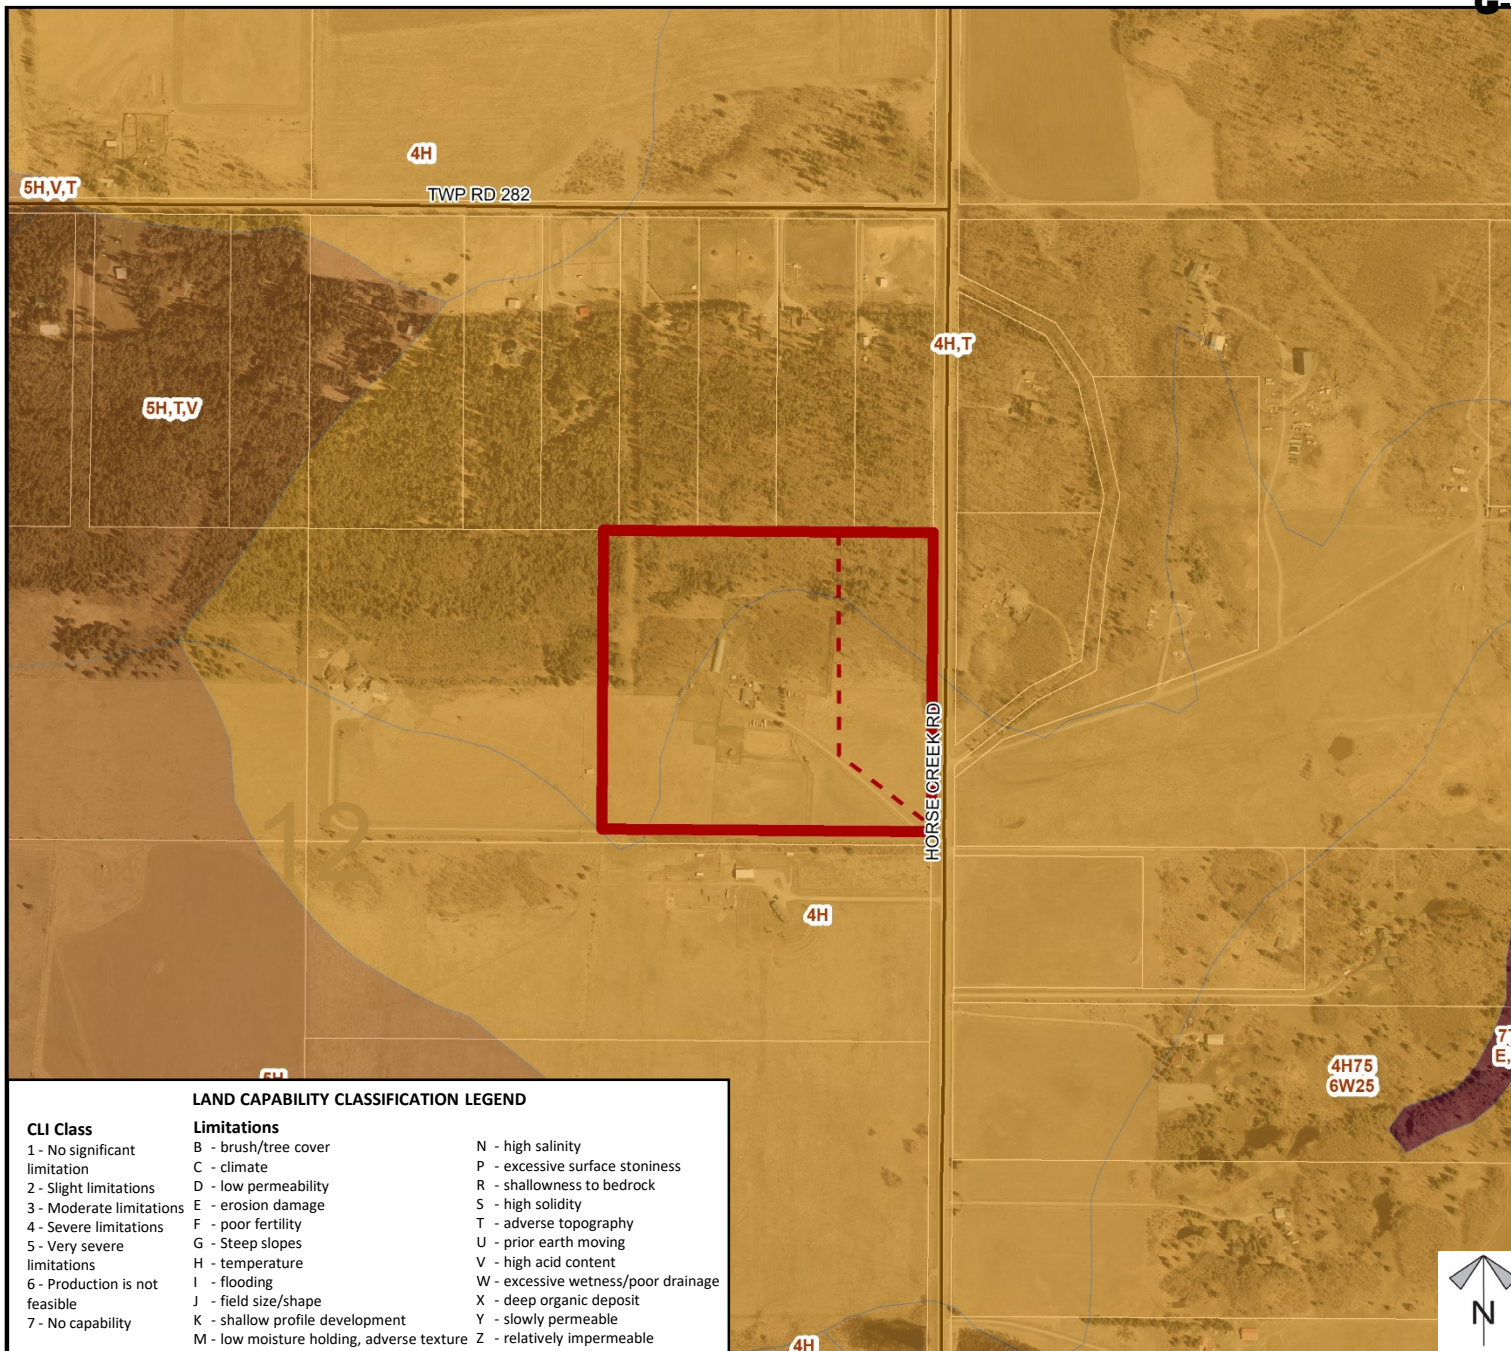 4H
5H,V,T
TWP RD 282
4H,T
5H,T,V
HORSE CREEK RD
12
4H
5H
4H75
6W25
LAND CAPABILITY CLASSIFICATION LEGEND
CLI Class
1 - No significant
limitation
2 - Slight limitations
3 - Moderate limitations
4 - Severe limitations
5 - Very severe
limitations
6 - Production is not
feasible
7 - No capability
Limitations
B - brush/tree cover
C - climate
D - low permeability
E - erosion damage
F - poor fertility
G - Steep slopes
H - temperature
I - flooding
J - field size/shape
K - shallow profile development
M - low moisture holding, adverse texture
N - high salinity
P - excessive surface stoniness
R - shallowness to bedrock
S - high solidity
T - adverse topography
U - prior earth moving
V - high acid content
W - excessive wetness/poor drainage
X - deep organic deposit
Y - slowly permeable
Z - relatively impermeable
4H
N